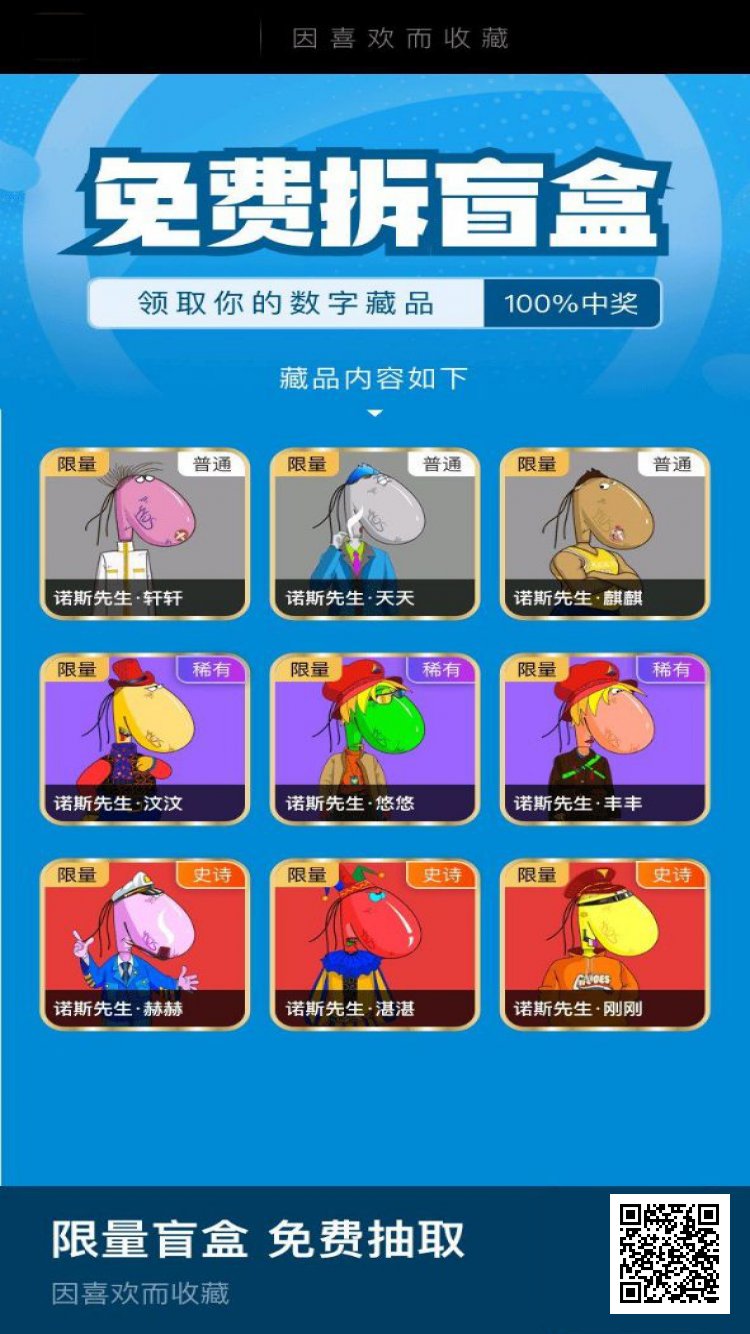 因喜欢而收藏
免费拆盲盒
领取你的数字藏品 100%中奖
藏品内容如下
限量 普通
诺斯先生·轩轩
限量 普通
诺斯先生·天天
限量 普通
诺斯先生·麒麒
限量 稀有
诺斯先生·汶汶
限量 稀有
诺斯先生·悠悠
限量 稀有
诺斯先生·丰丰
限量 史诗
诺斯先生·赫赫
限量 史诗
诺斯先生·湛湛
限量 史诗
诺斯先生·刚刚
限量盲盒 免费抽取
因喜欢而收藏